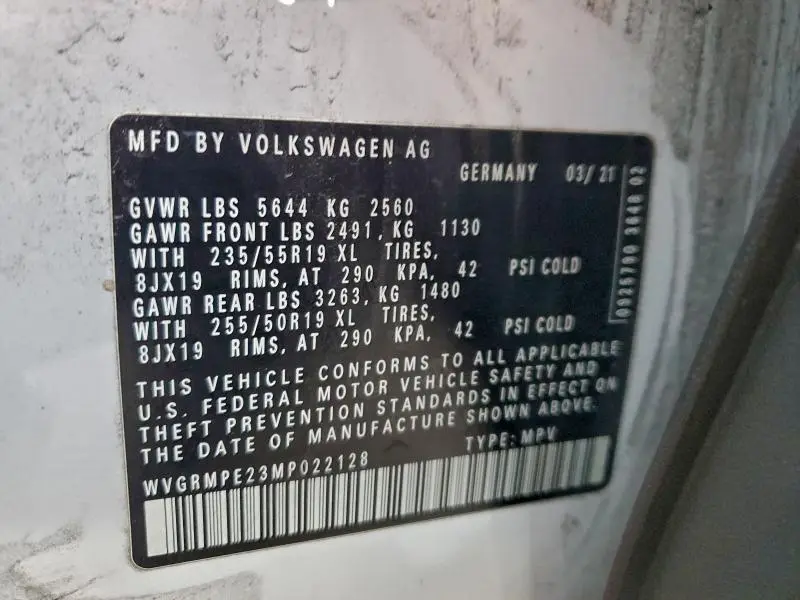 MFD BY VOLKSWAGEN AG
GERMANY 03/21
GVWR LBS 5644 KG 2560
GAWR FRONT LBS 2491, KG 1130
WITH 235/55R19 XL TIRES,
8JX19 RIMS, AT 290 KPA, 42 PSI COLD
GAWR REAR LBS 3263, KG 1480
WITH 255/50R19 XL TIRES,
8JX19 RIMS, AT 290 KPA, 42 PSI COLD
THIS VEHICLE CONFORMS TO ALL APPLICABLE
U.S. FEDERAL MOTOR VEHICLE SAFETY AND
THEFT PREVENTION STANDARDS IN EFFECT ON
THE DATE OF MANUFACTURE SHOWN ABOVE.
TYPE: MPV
WVGRMPE23MP022128